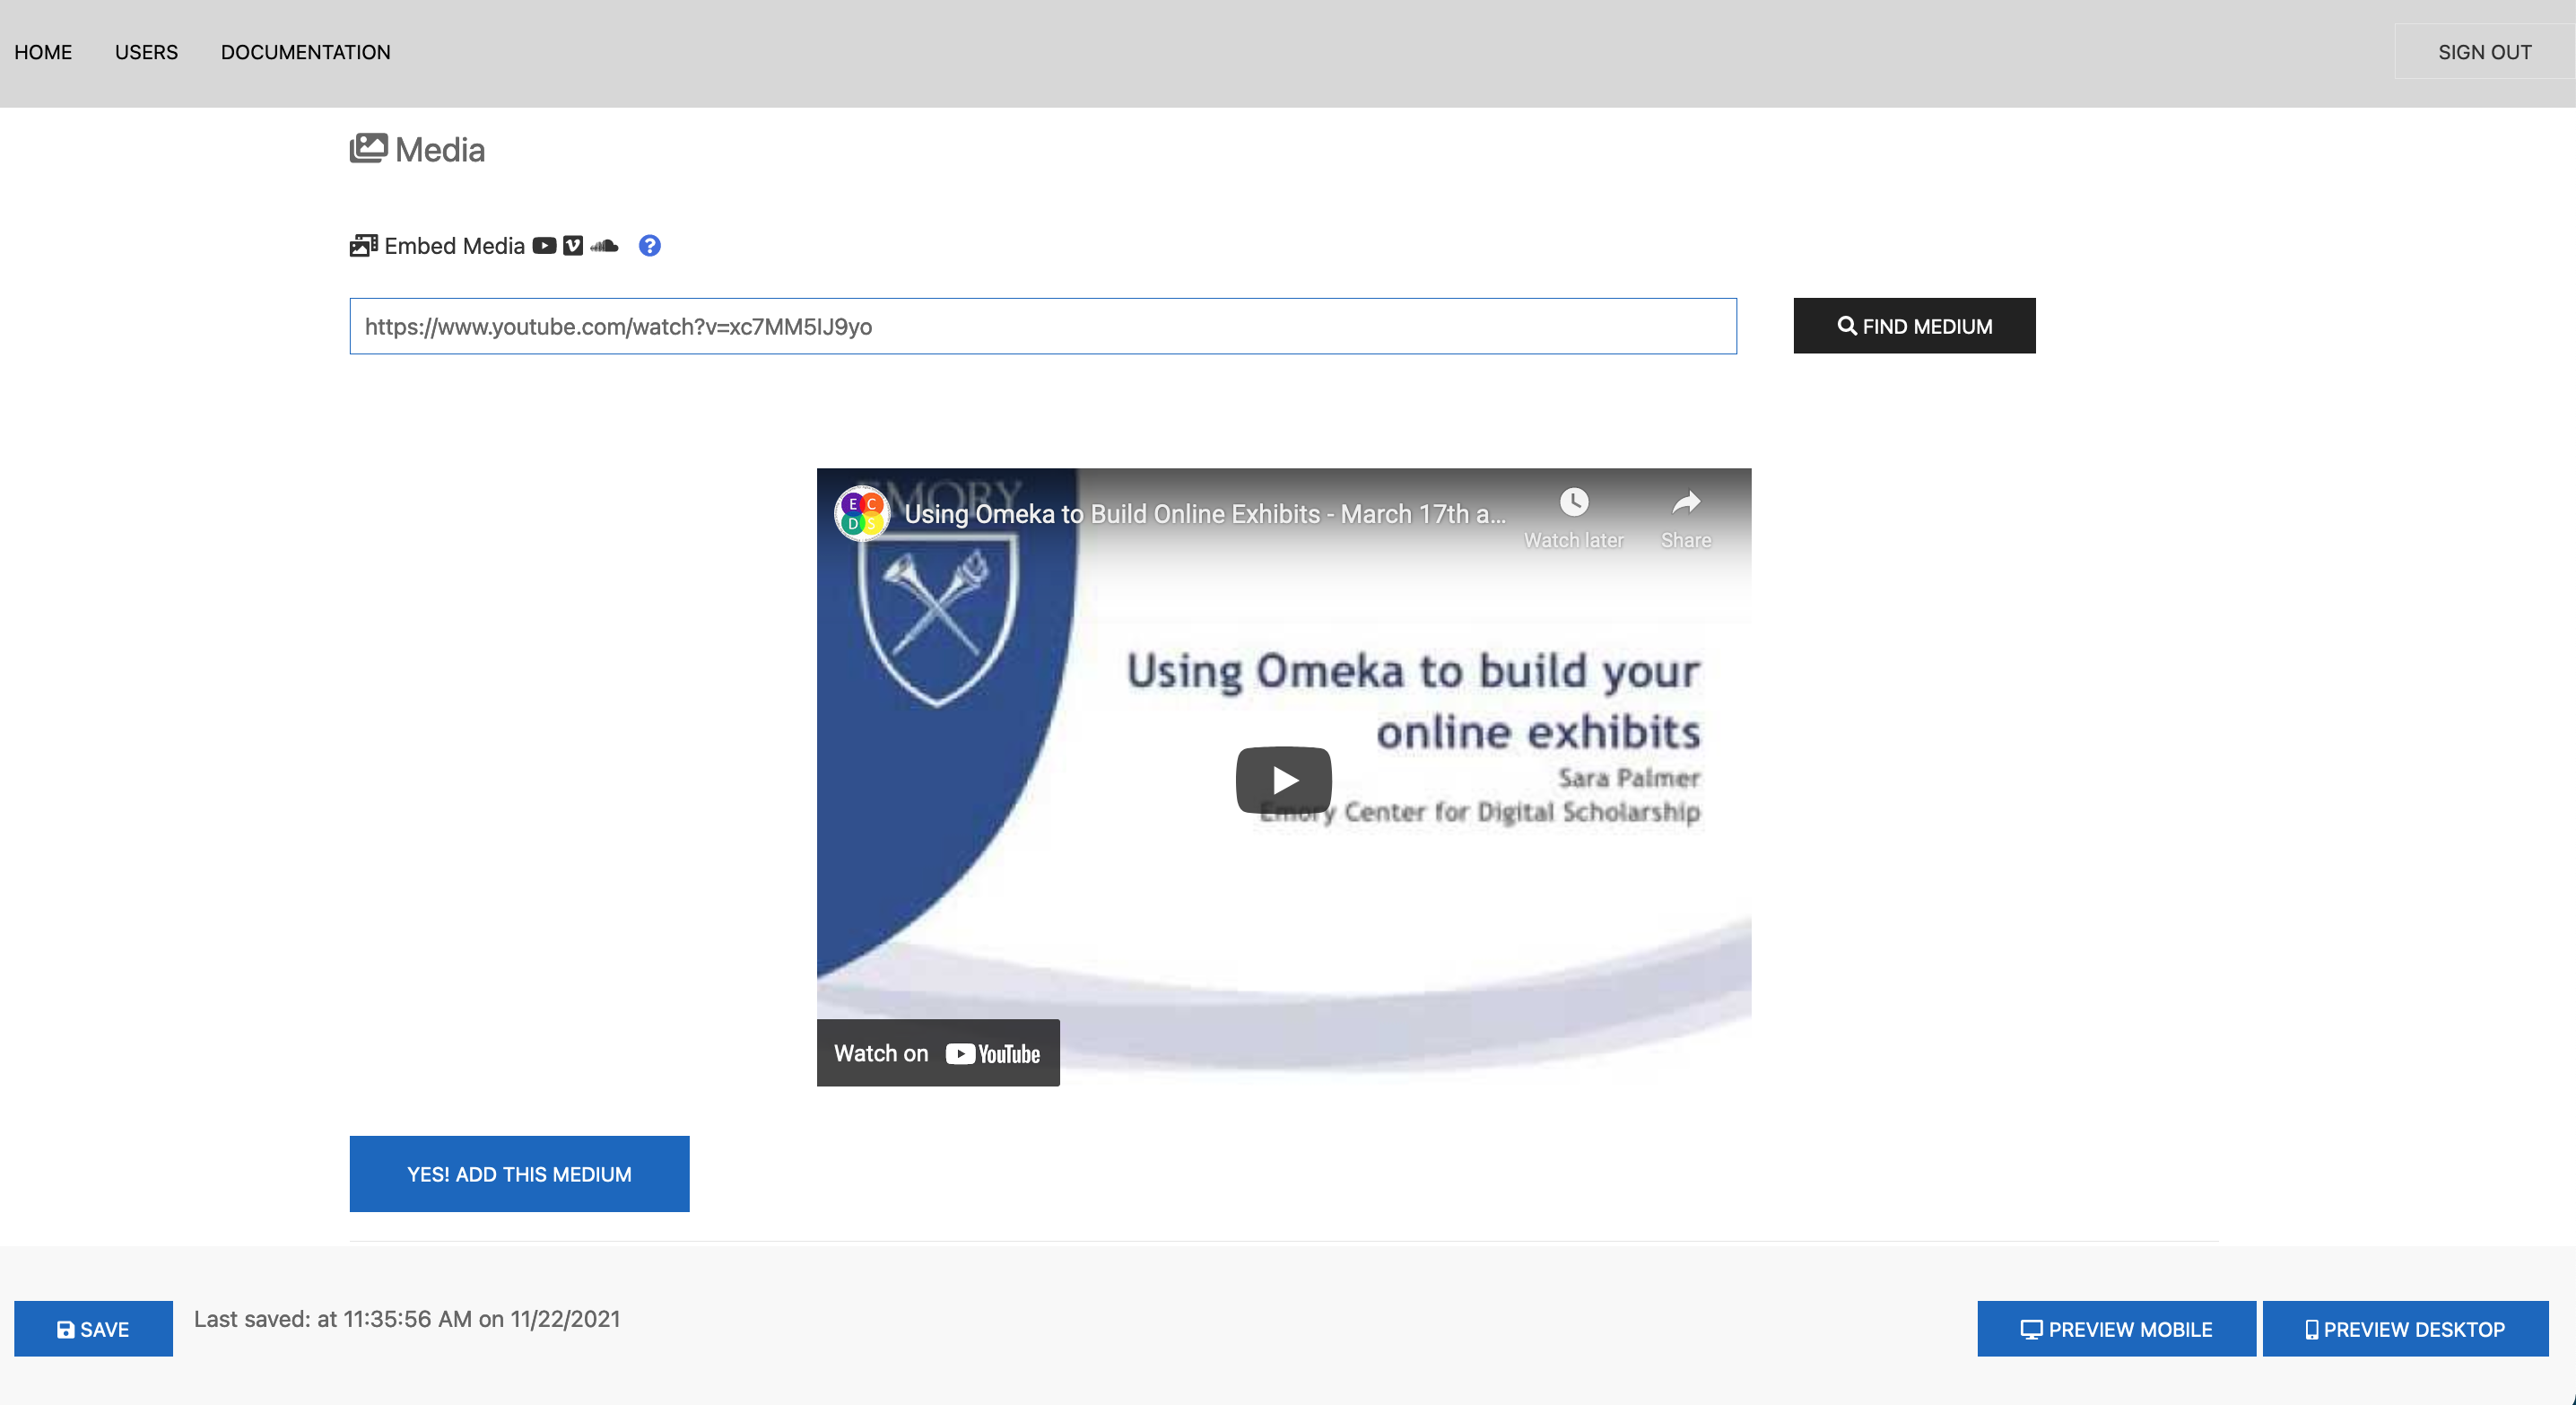 HOME USERS DOCUMENTATION SIGN OUT
Media
Embed Media
https://www.youtube.com/watch?v=xc7MM5IJ9yo FIND MEDIUM
EMORY
E C D S
Using Omeka to Build Online Exhibits - March 17th a...
Watch later Share
Using Omeka to build your
online exhibits
Sara Palmer
Emory Center for Digital Scholarship
Watch on YouTube
YES! ADD THIS MEDIUM
SAVE Last saved: at 11:35:56 AM on 11/22/2021 PREVIEW MOBILE PREVIEW DESKTOP